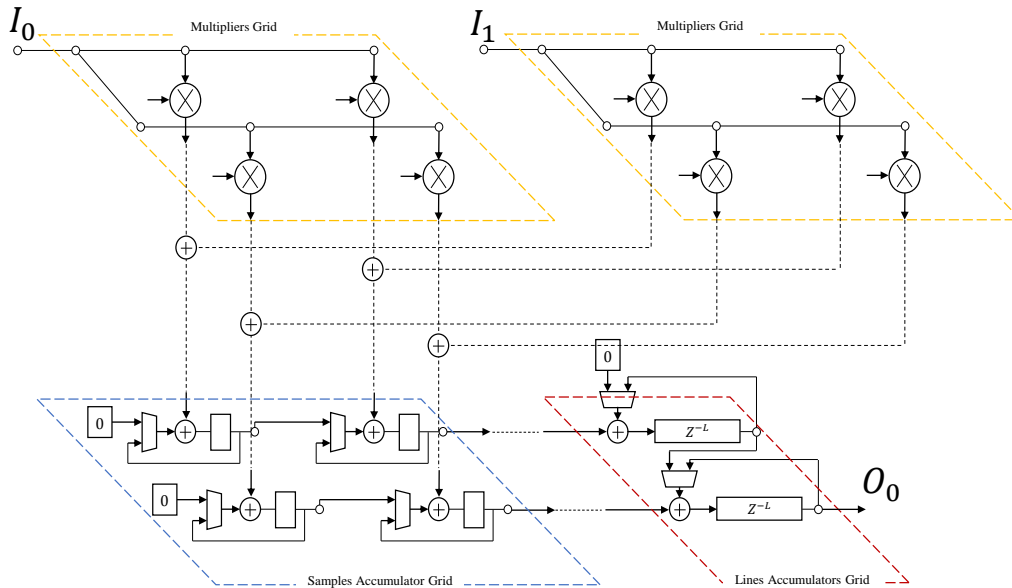 I₀
Multipliers Grid
I₁
Multipliers Grid
0
0
Z⁻ᴸ
0
Z⁻ᴸ
O₀
Samples Accumulator Grid
Lines Accumulators Grid